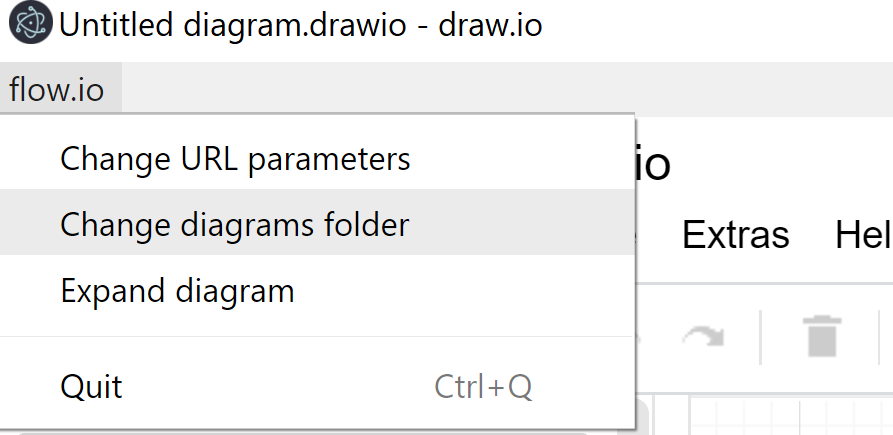 Untitled diagram.drawio - draw.io
flow.io
Change URL parameters
io
Change diagrams folder
Extras
Hel
Expand diagram
Quit Ctrl+Q